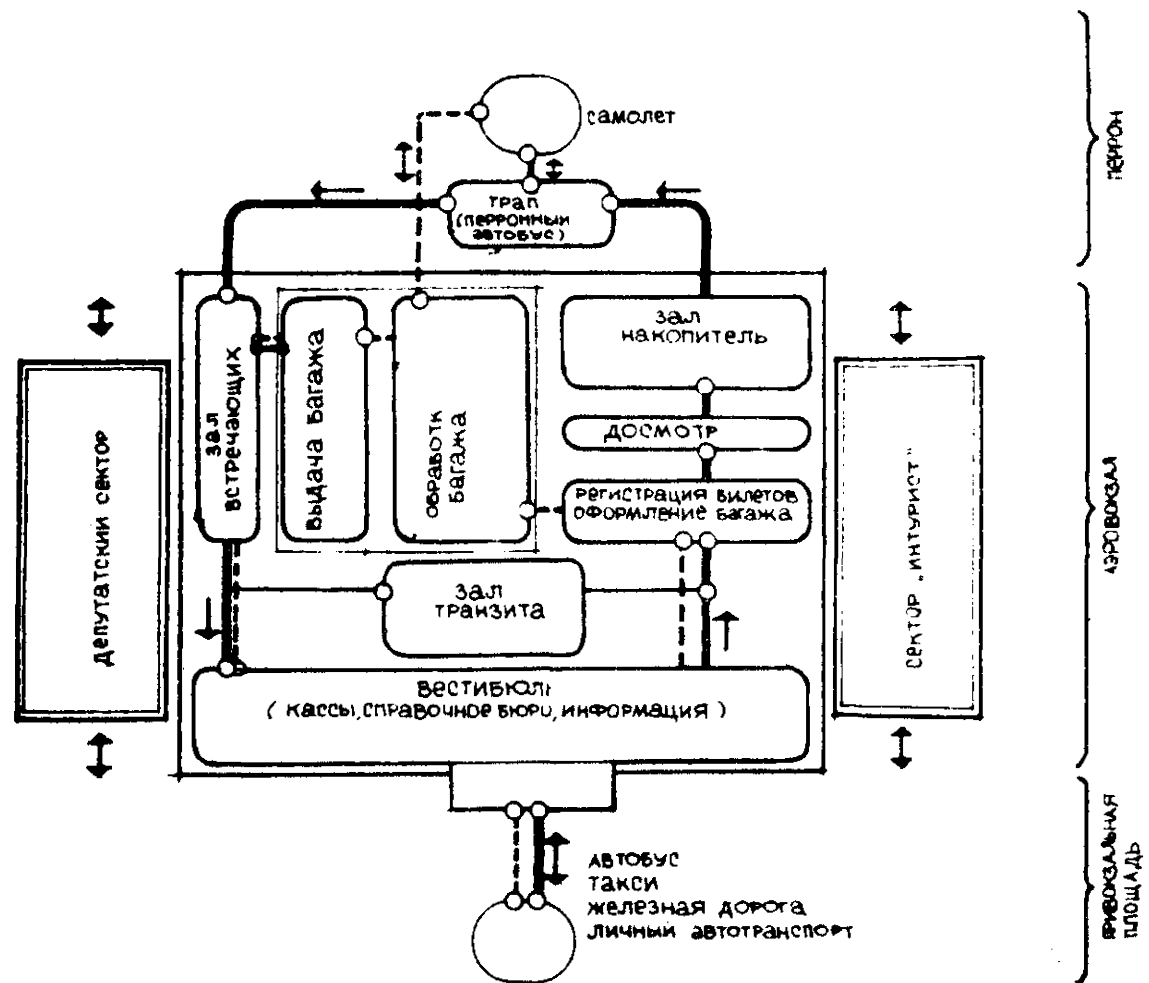 самолет
ПЕРРОН
ТРАП
(ПЕРРОННЫЙ
АВТОБУС)
ЗАЛ
НАКОПИТЕЛЬ
ДОСМОТР
РЕГИСТРАЦИЯ БИЛЕТОВ
ОФОРМЛЕНИЕ БАГАЖА
ЗАЛ
ВСТРЕЧАЮЩИХ
ВЫДАЧА БАГАЖА
ОБРАБОТК
БАГАЖА
ДЕПУТАТСКИЙ СЕКТОР
СЕКТОР „ИНТУРИСТ"
АЭРОВОКЗАЛ
ЗАЛ
ТРАНЗИТА
ВЕСТИБЮЛЬ
( КАССЫ, СПРАВОЧНОЕ БЮРО, ИНФОРМАЦИЯ )
АВТОБУС
ТАКСИ
ЖЕЛЕЗНАЯ ДОРОГА
ЛИЧНЫЙ АВТОТРАНСПОРТ
ПРИВОКЗАЛЬНАЯ
ПЛОЩАДЬ